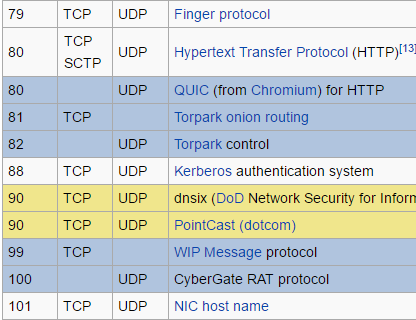 79 TCP UDP Finger protocol
80 TCP SCTP UDP Hypertext Transfer Protocol (HTTP)[13]
80 UDP QUIC (from Chromium) for HTTP
81 TCP Torpark onion routing
82 UDP Torpark control
88 TCP UDP Kerberos authentication system
90 TCP UDP dnsix (DoD Network Security for
90 TCP UDP PointCast (dotcom)
99 TCP WIP Message protocol
100 UDP CyberGate RAT protocol
101 TCP UDP NIC host name